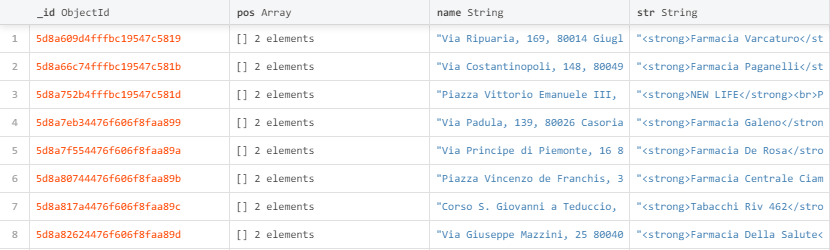 _id ObjectId pos Array name String str String
1 5d8a609d4fffbc19547c5819 [] 2 elements "Via Ripuaria, 169, 80014 Giugl "<strong>Farmacia Varcaturo</st
2 5d8a66c74fffbc19547c581b [] 2 elements "Via Costantinopoli, 148, 80049 "<strong>Farmacia Paganelli</st
3 5d8a752b4fffbc19547c581d [] 2 elements "Piazza Vittorio Emanuele III, "<strong>NEW LIFE</strong><br>P
4 5d8a7eb34476f606f8faa899 [] 2 elements "Via Padula, 139, 80026 Casoria "<strong>Farmacia Galeno</stron
5 5d8a7f554476f606f8faa89a [] 2 elements "Via Principe di Piemonte, 16 8 "<strong>Farmacia De Rosa</stro
6 5d8a80744476f606f8faa89b [] 2 elements "Piazza Vincenzo de Franchis, 3 "<strong>Farmacia Centrale Ciam
7 5d8a817a4476f606f8faa89c [] 2 elements "Corso S. Giovanni a Teduccio, "<strong>Tabacchi Riv 462</stro
8 5d8a82624476f606f8faa89d [] 2 elements "Via Giuseppe Mazzini, 25 80040 "<strong>Farmacia Della Salute<